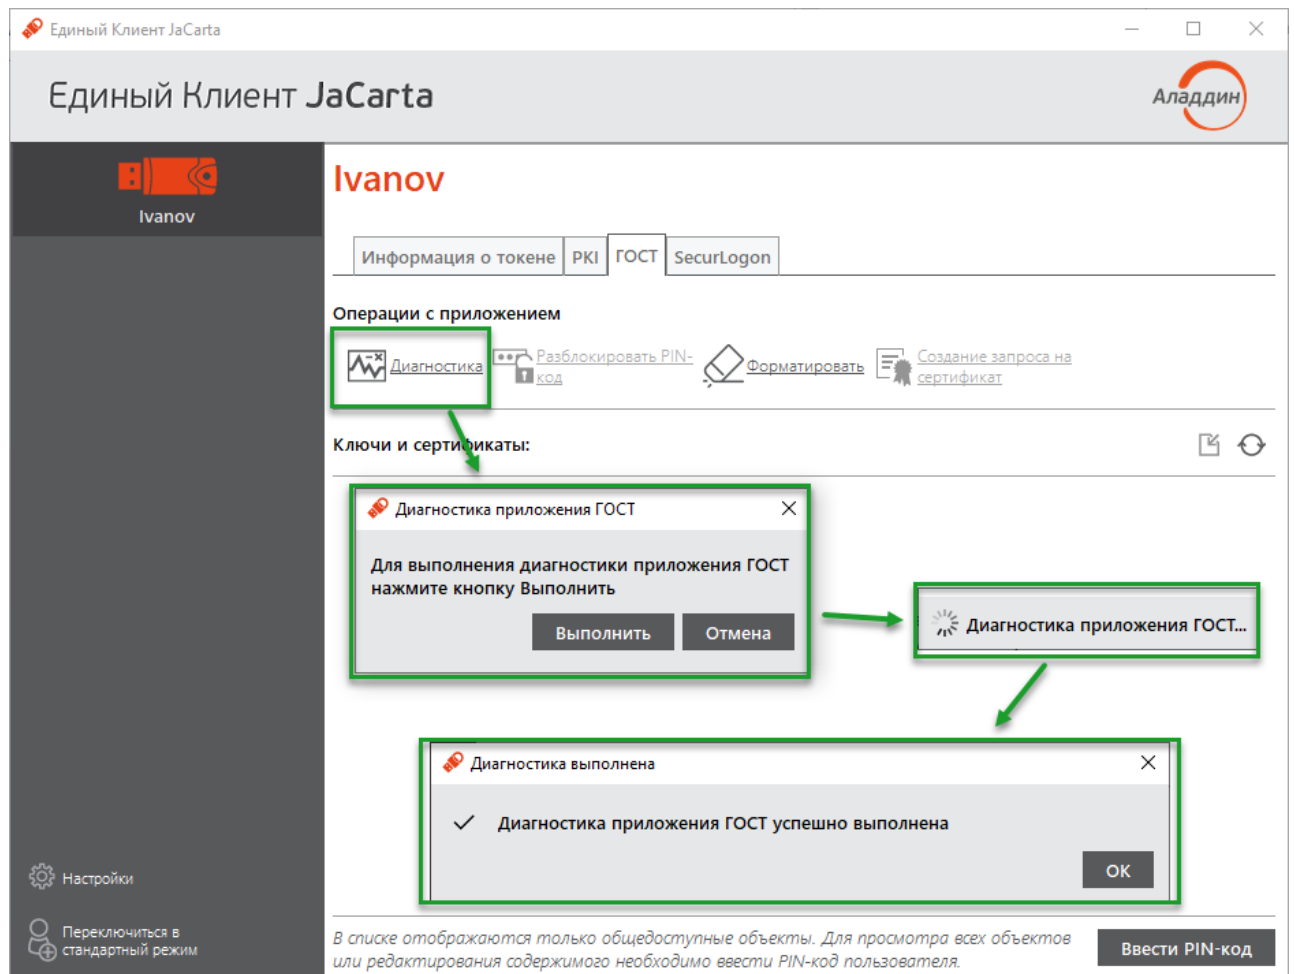 Единый Клиент JaCarta
Единый Клиент JaCarta
Аладдин
Ivanov
Ivanov
Информация о токене
PKI
ГОСТ
SecurLogon
Операции с приложением
Диагностика
Разблокировать PIN-
код
Форматировать
Создание запроса на
сертификат
Ключи и сертификаты:
Диагностика приложения ГОСТ
Для выполнения диагностики приложения ГОСТ
нажмите кнопку Выполнить
Выполнить
Отмена
Диагностика приложения ГОСТ...
Диагностика выполнена
Диагностика приложения ГОСТ успешно выполнена
ОК
Настройки
Переключиться в
стандартный режим
В списке отображаются только общедоступные объекты. Для просмотра всех объектов
или редактирования содержимого необходимо ввести PIN-код пользователя.
Ввести PIN-код